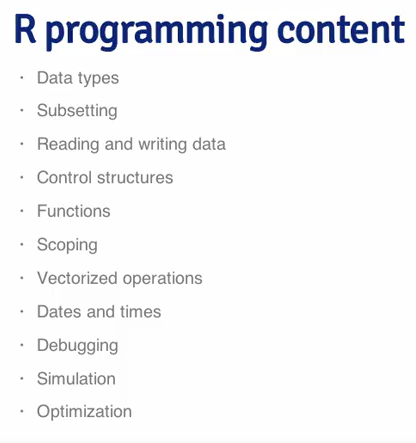 R programming content
· Data types
· Subsetting
· Reading and writing data
· Control structures
· Functions
· Scoping
· Vectorized operations
· Dates and times
· Debugging
· Simulation
· Optimization